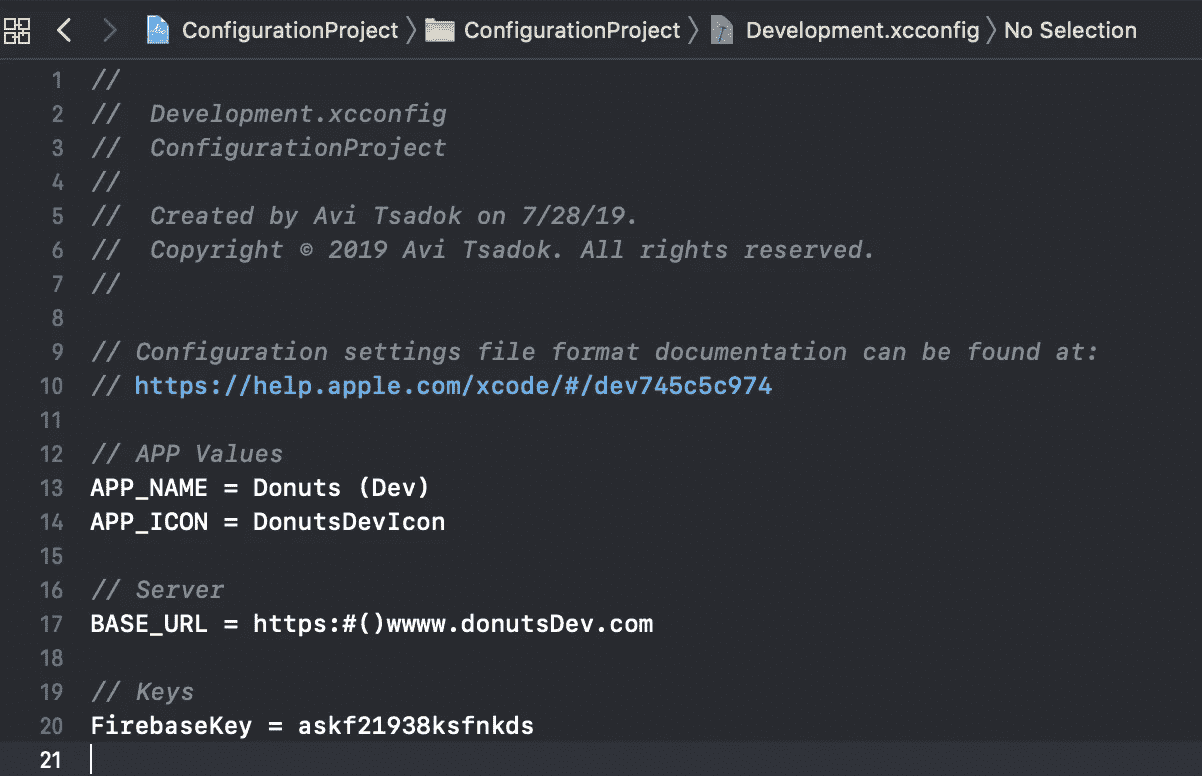 ConfigurationProject ConfigurationProject Development.xcconfig No Selection
1 //
2 //  Development.xcconfig
3 //  ConfigurationProject
4 //
5 //  Created by Avi Tsadok on 7/28/19.
6 //  Copyright © 2019 Avi Tsadok. All rights reserved.
7 //
8
9 // Configuration settings file format documentation can be found at:
10 // https://help.apple.com/xcode/#/dev745c5c974
11
12 // APP Values
13 APP_NAME = Donuts (Dev)
14 APP_ICON = DonutsDevIcon
15
16 // Server
17 BASE_URL = https:#()wwww.donutsDev.com
18
19 // Keys
20 FirebaseKey = askf21938ksfnkds
21